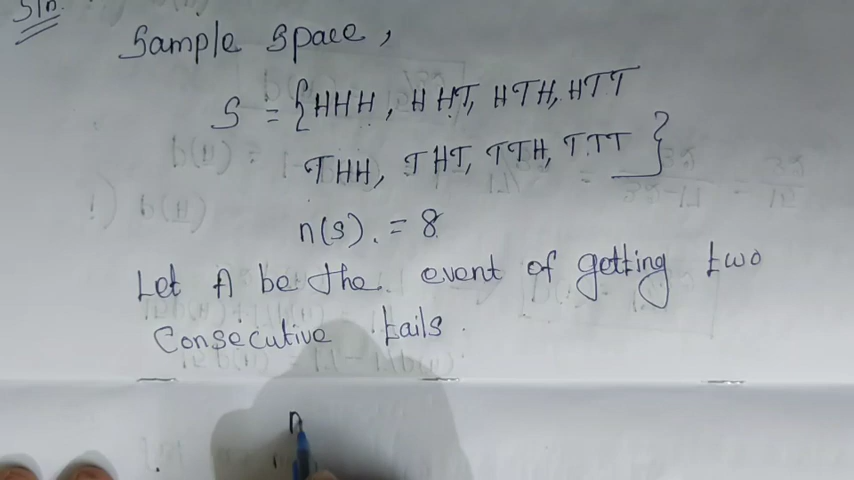 Sln.
Sample Space,
S = {HHH, HHT, HTH, HTT
THH, THT, TTH, TTT}
n(s). = 8
Let A be the event of getting two
Consecutive tails.
n